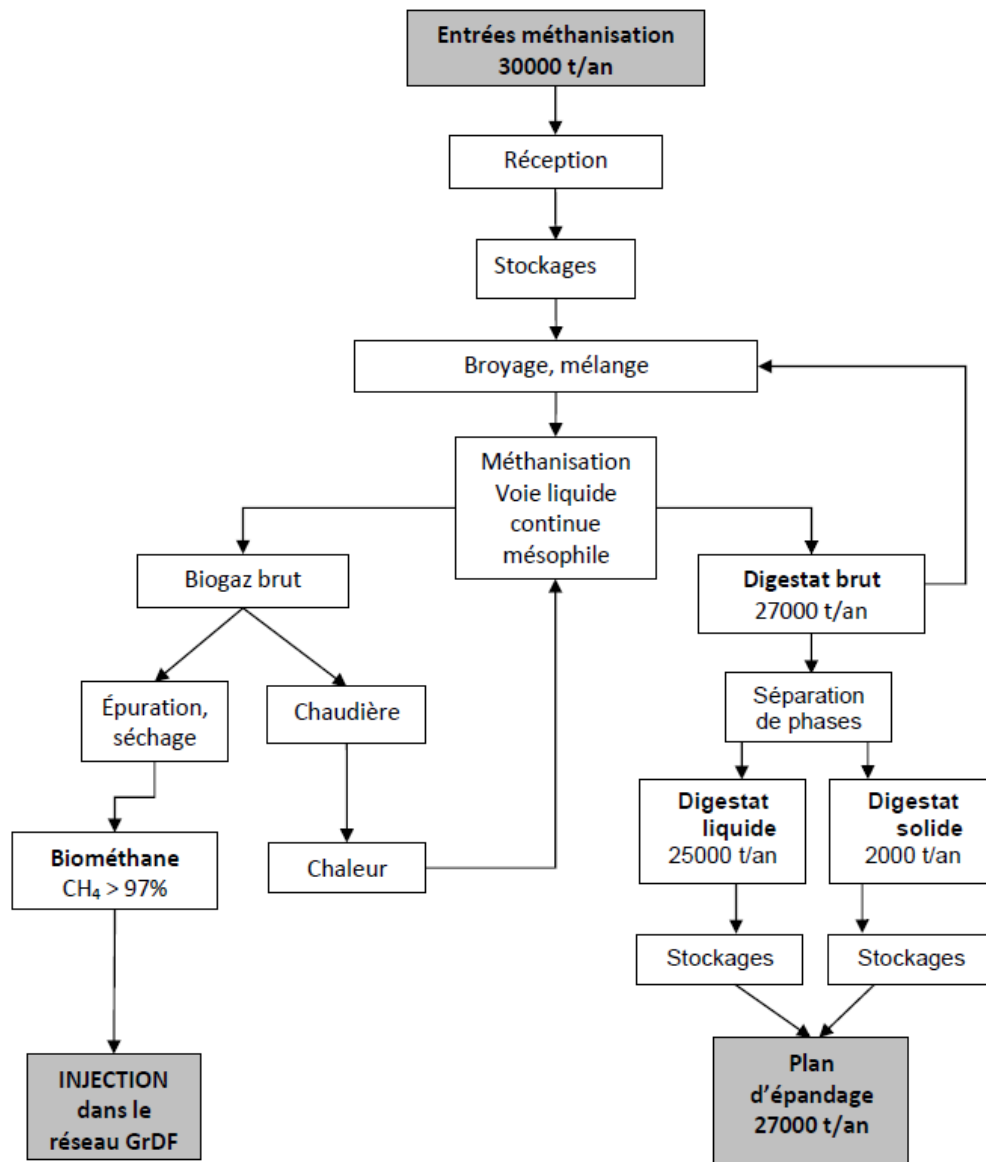 Entrées méthanisation
30000 t/an
Réception
Stockages
Broyage, mélange
Méthanisation
Voie liquide
continue
mésophile
Biogaz brut
Digestat brut
27000 t/an
Épuration,
séchage
Chaudière
Séparation
de phases
Digestat
liquide
25000 t/an
Digestat
solide
2000 t/an
Biométhane
CH₄ > 97%
Chaleur
Stockages
Stockages
INJECTION
dans le
réseau GrDF
Plan
d'épandage
27000 t/an